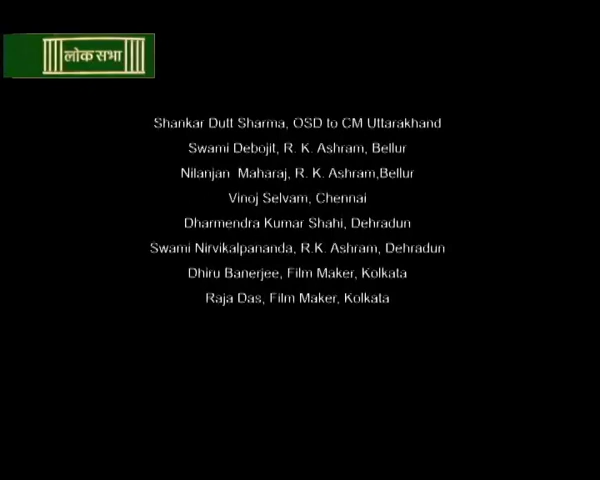 लोक सभा
Shankar Dutt Sharma, OSD to CM Uttarakhand
Swami Debojit, R. K. Ashram, Bellur
Nilanjan  Maharaj, R. K. Ashram,Bellur
Vinoj Selvam, Chennai
Dharmendra Kumar Shahi, Dehradun
Swami Nirvikalpananda, R.K. Ashram, Dehradun
Dhiru Banerjee, Film Maker, Kolkata
Raja Das, Film Maker, Kolkata